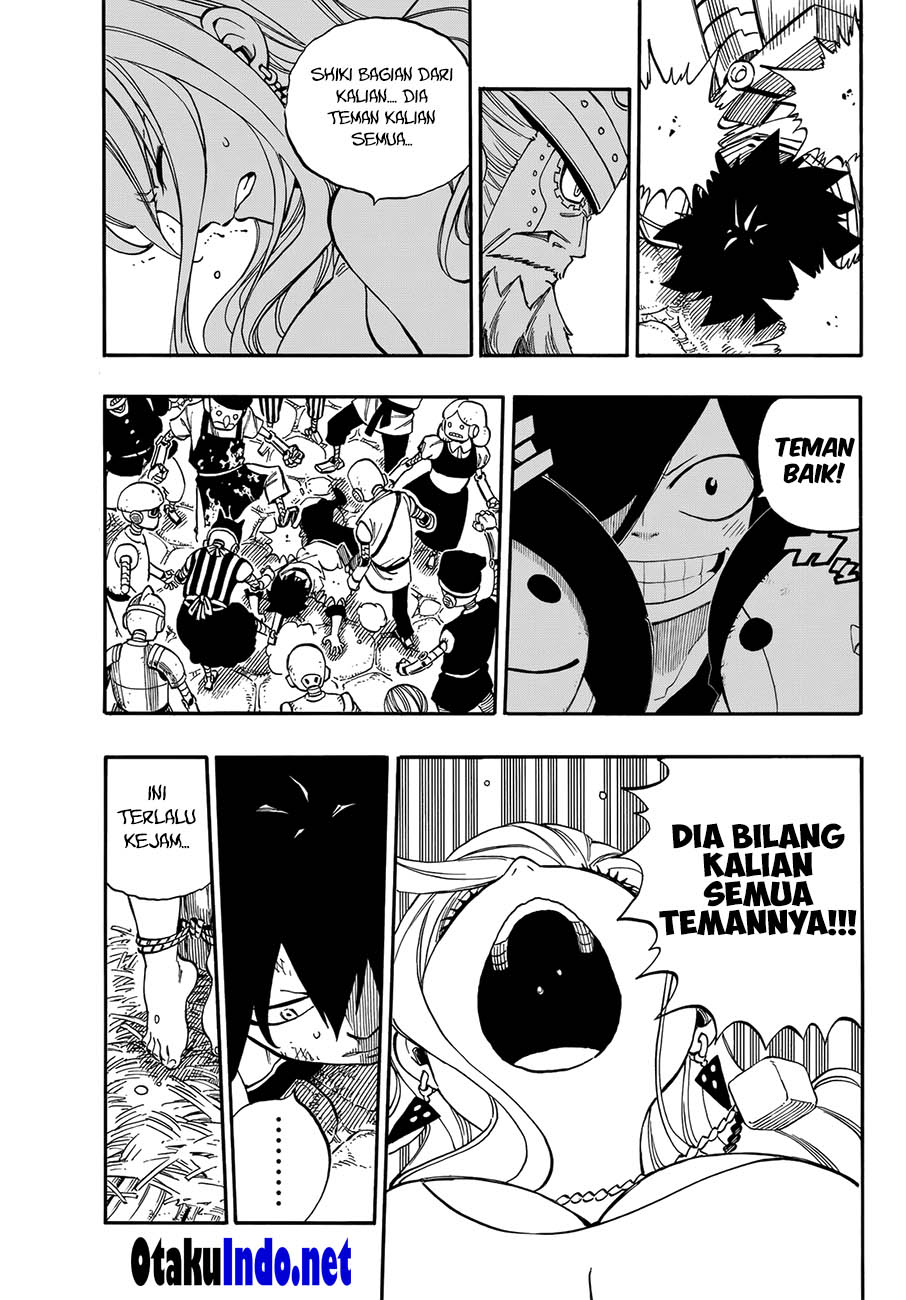 SHIKI BAGIAN DARI
KALIAN.... DIA
TEMAN KALIAN
SEMUA...
TEMAN
BAIK!
DIA BILANG
KALIAN
SEMUA
TEMANNYA!!!
.........
INI
TERLALU
KEJAM...
OtakuIndo.net